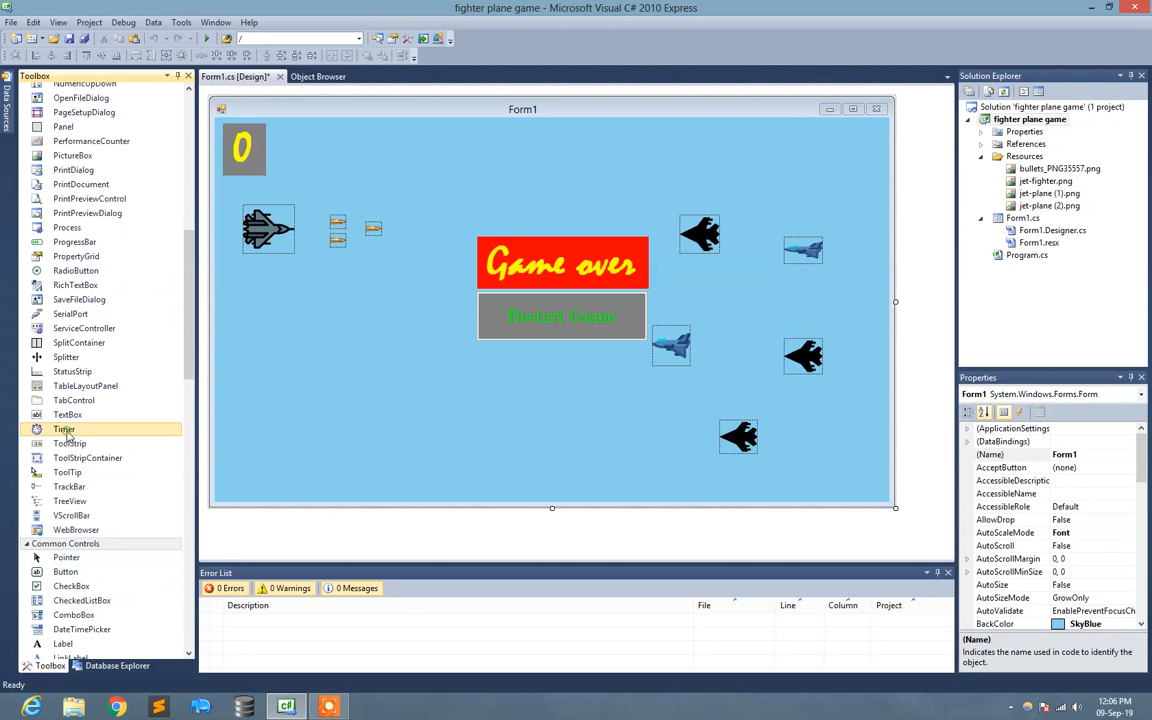 fighter plane game - Microsoft Visual C# 2010 Express
File Edit View Project Debug Data Tools Window Help
/
Toolbox
Form1.cs [Design]* Object Browser
Solution Explorer
Data Sources
NumericUpDown
OpenFileDialog
PageSetupDialog
Panel
PerformanceCounter
PictureBox
PrintDialog
PrintDocument
PrintPreviewControl
PrintPreviewDialog
Process
ProgressBar
PropertyGrid
RadioButton
RichTextBox
SaveFileDialog
SerialPort
ServiceController
SplitContainer
Splitter
StatusStrip
TableLayoutPanel
TabControl
TextBox
Timer
ToolStrip
ToolStripContainer
ToolTip
TrackBar
TreeView
VScrollBar
WebBrowser
Common Controls
Pointer
Button
CheckBox
CheckedListBox
ComboBox
DateTimePicker
Label
LinkLabel
Toolbox Database Explorer
Form1
0
Game over
Restart Game
Error List
0 Errors 0 Warnings 0 Messages
Description File Line Column Project
Solution 'fighter plane game' (1 project)
fighter plane game
Properties
References
Resources
bullets_PNG35557.png
jet-fighter.png
jet-plane (1).png
jet-plane (2).png
Form1.cs
Form1.Designer.cs
Form1.resx
Program.cs
Properties
Form1 System.Windows.Forms.Form
(ApplicationSettings
(DataBindings)
(Name) Form1
AcceptButton (none)
AccessibleDescriptic
AccessibleName
AccessibleRole Default
AllowDrop False
AutoScaleMode Font
AutoScroll False
AutoScrollMargin 0, 0
AutoScrollMinSize 0, 0
AutoSize False
AutoSizeMode GrowOnly
AutoValidate EnablePreventFocusCh
BackColor SkyBlue
(Name)
Indicates the name used in code to identify the
object.
Ready
12:06 PM
09-Sep-19